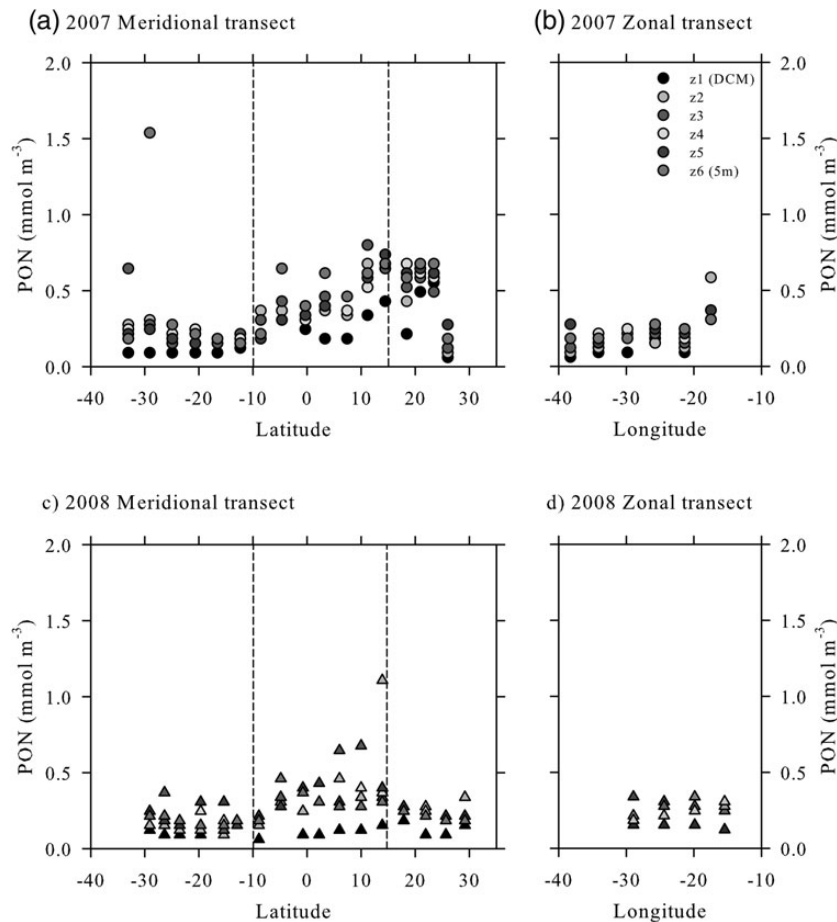 (a) 2007 Meridional transect
2.0
1.5
1.0
0.5
0.0
PON (mmol m⁻³)
-40 -30 -20 -10 0 10 20 30
Latitude
(b) 2007 Zonal transect
z1 (DCM)
z2
z3
z4
z5
z6 (5m)
2.0
1.5
1.0
0.5
0.0
PON (mmol m⁻³)
-40 -30 -20 -10
Longitude
c) 2008 Meridional transect
2.0
1.5
1.0
0.5
0.0
PON (mmol m⁻³)
-40 -30 -20 -10 0 10 20 30
Latitude
d) 2008 Zonal transect
2.0
1.5
1.0
0.5
0.0
PON (mmol m⁻³)
-40 -30 -20 -10
Longitude